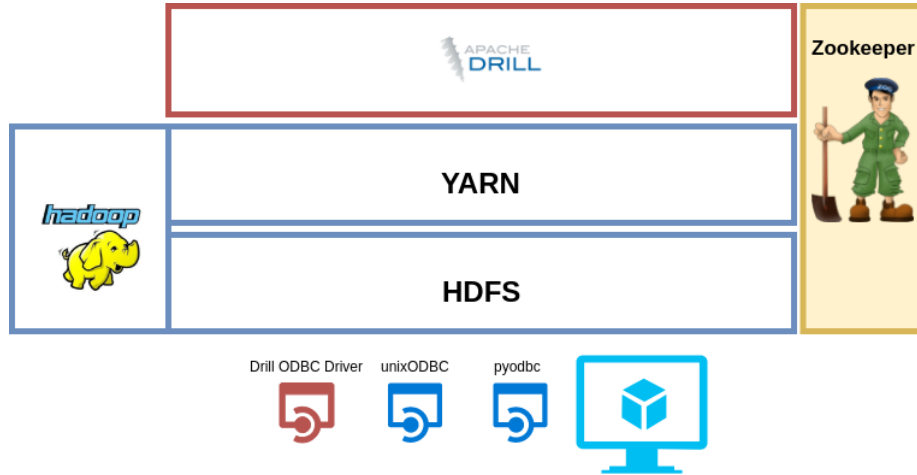 APACHE
DRILL
Zookeeper
YARN
hadoop
HDFS
Drill ODBC Driver
unixODBC
pyodbc